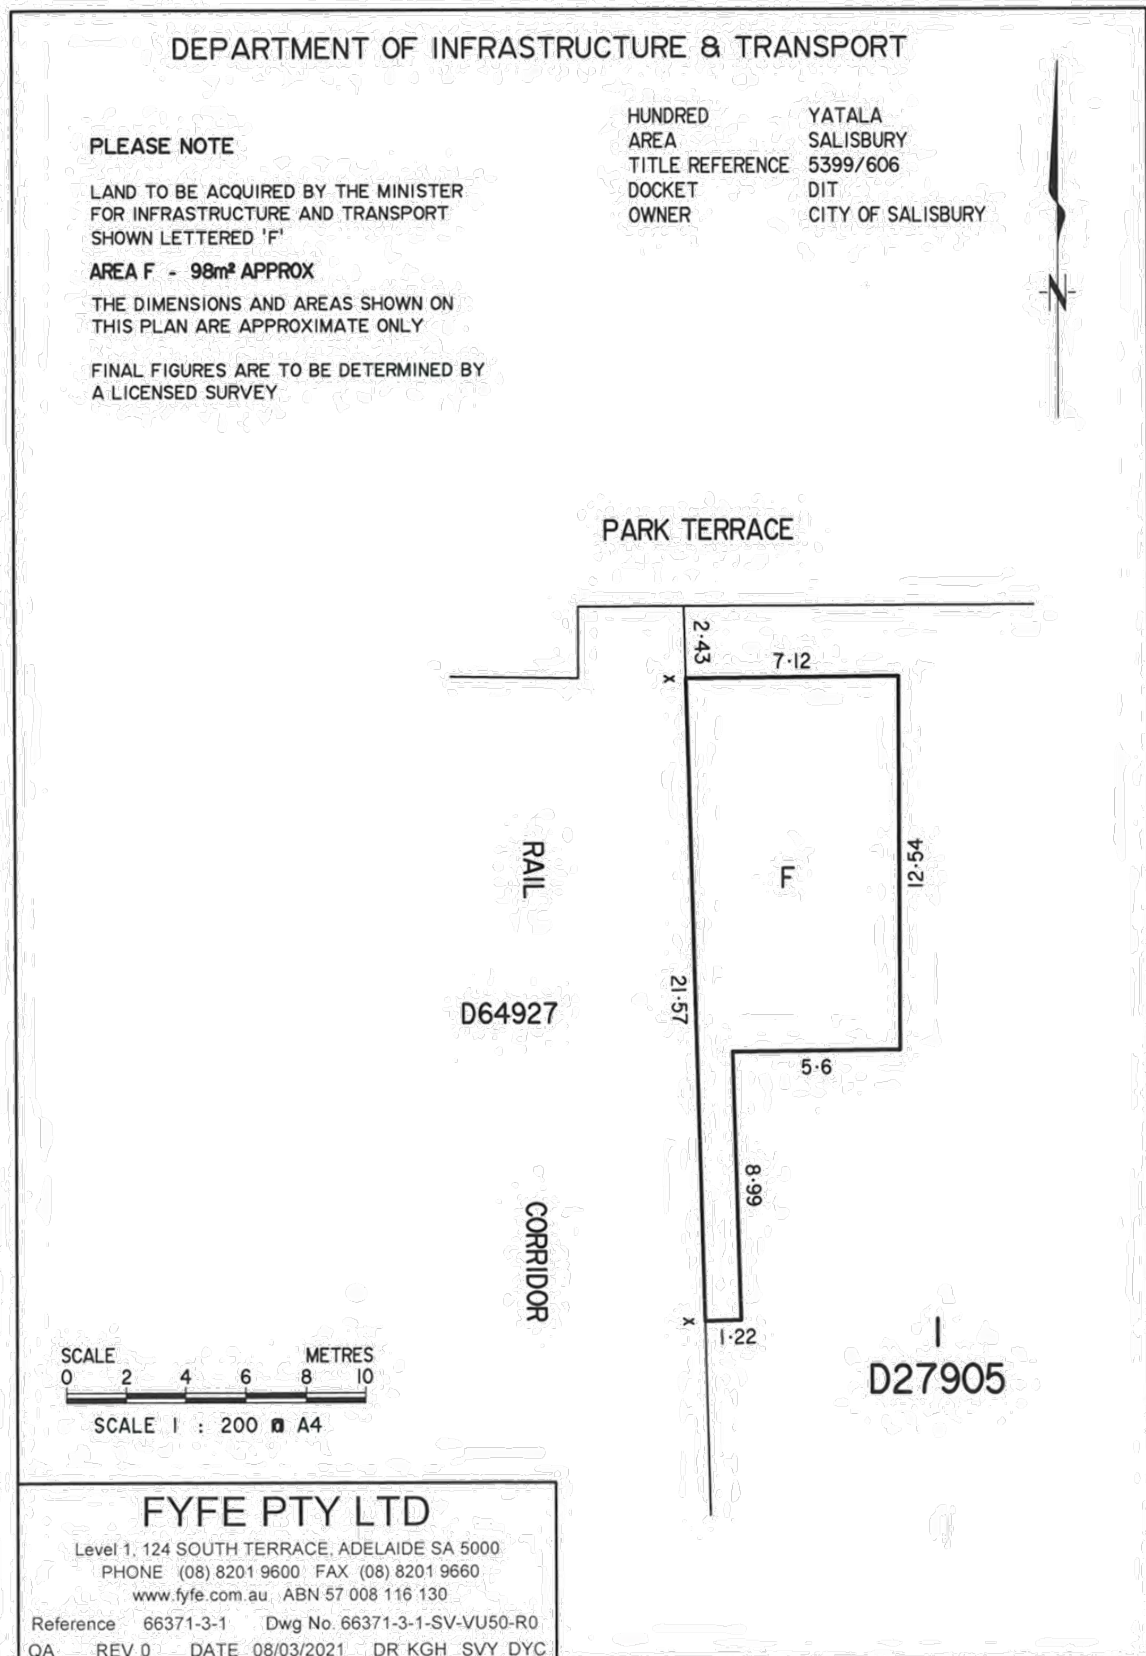 DEPARTMENT OF INFRASTRUCTURE & TRANSPORT
PLEASE NOTE
LAND TO BE ACQUIRED BY THE MINISTER
FOR INFRASTRUCTURE AND TRANSPORT
SHOWN LETTERED 'F'
AREA F - 98m² APPROX
THE DIMENSIONS AND AREAS SHOWN ON
THIS PLAN ARE APPROXIMATE ONLY
FINAL FIGURES ARE TO BE DETERMINED BY
A LICENSED SURVEY
HUNDRED YATALA
AREA SALISBURY
TITLE REFERENCE 5399/606
DOCKET DIT
OWNER CITY OF SALISBURY
N
PARK TERRACE
2·43
7·12
x
RAIL
F
12·54
21·57
D64927
5·6
8·99
CORRIDOR
x
1·22
I
D27905
SCALE METRES
0 2 4 6 8 10
SCALE 1 : 200 @ A4
FYFE PTY LTD
Level 1, 124 SOUTH TERRACE, ADELAIDE SA 5000
PHONE (08) 8201 9600 FAX (08) 8201 9660
www.fyfe.com.au ABN 57 008 116 130
Reference 66371-3-1 Dwg No. 66371-3-1-SV-VU50-R0
QA REV 0 DATE 08/03/2021 DR KGH SVY DYC